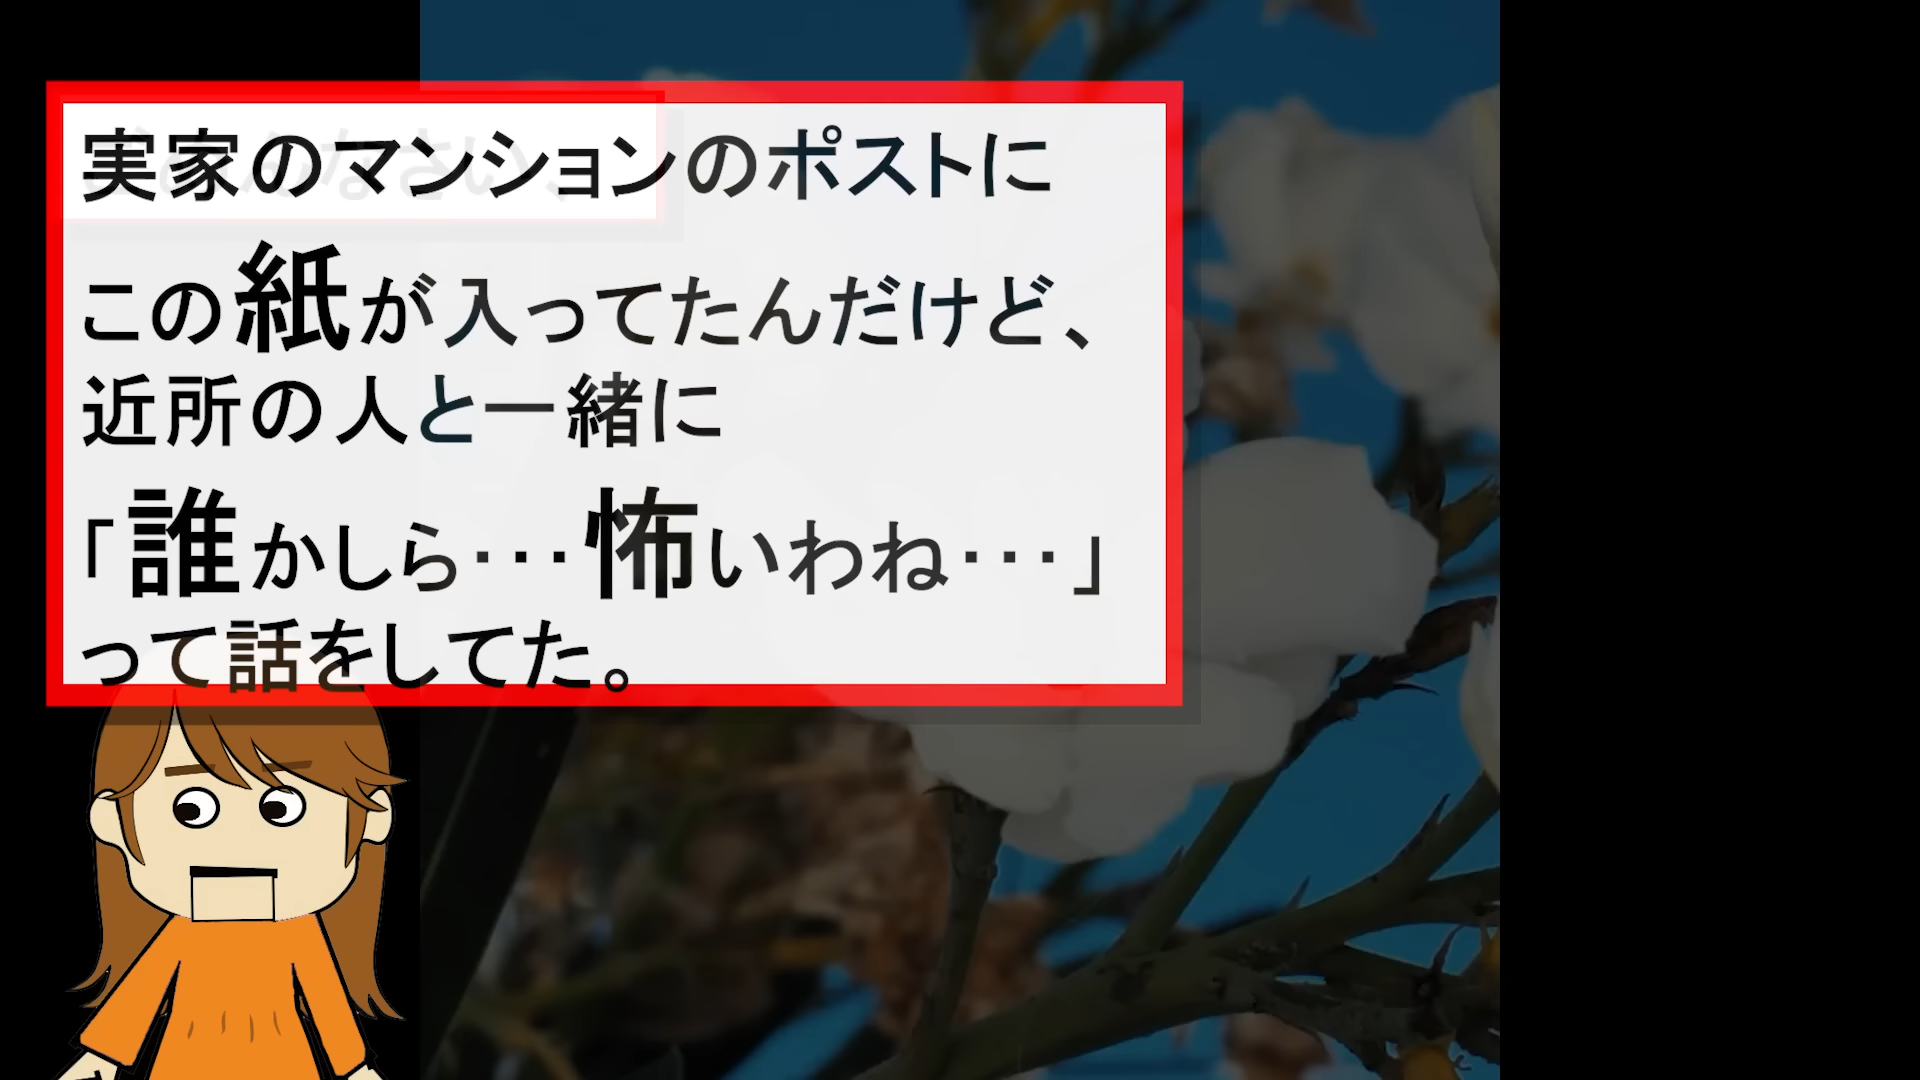 実家のマンションのポストに
この紙が入ってたんだけど、
近所の人と一緒に
「誰かしら･･･怖いわね･･･」
って話をしてた。